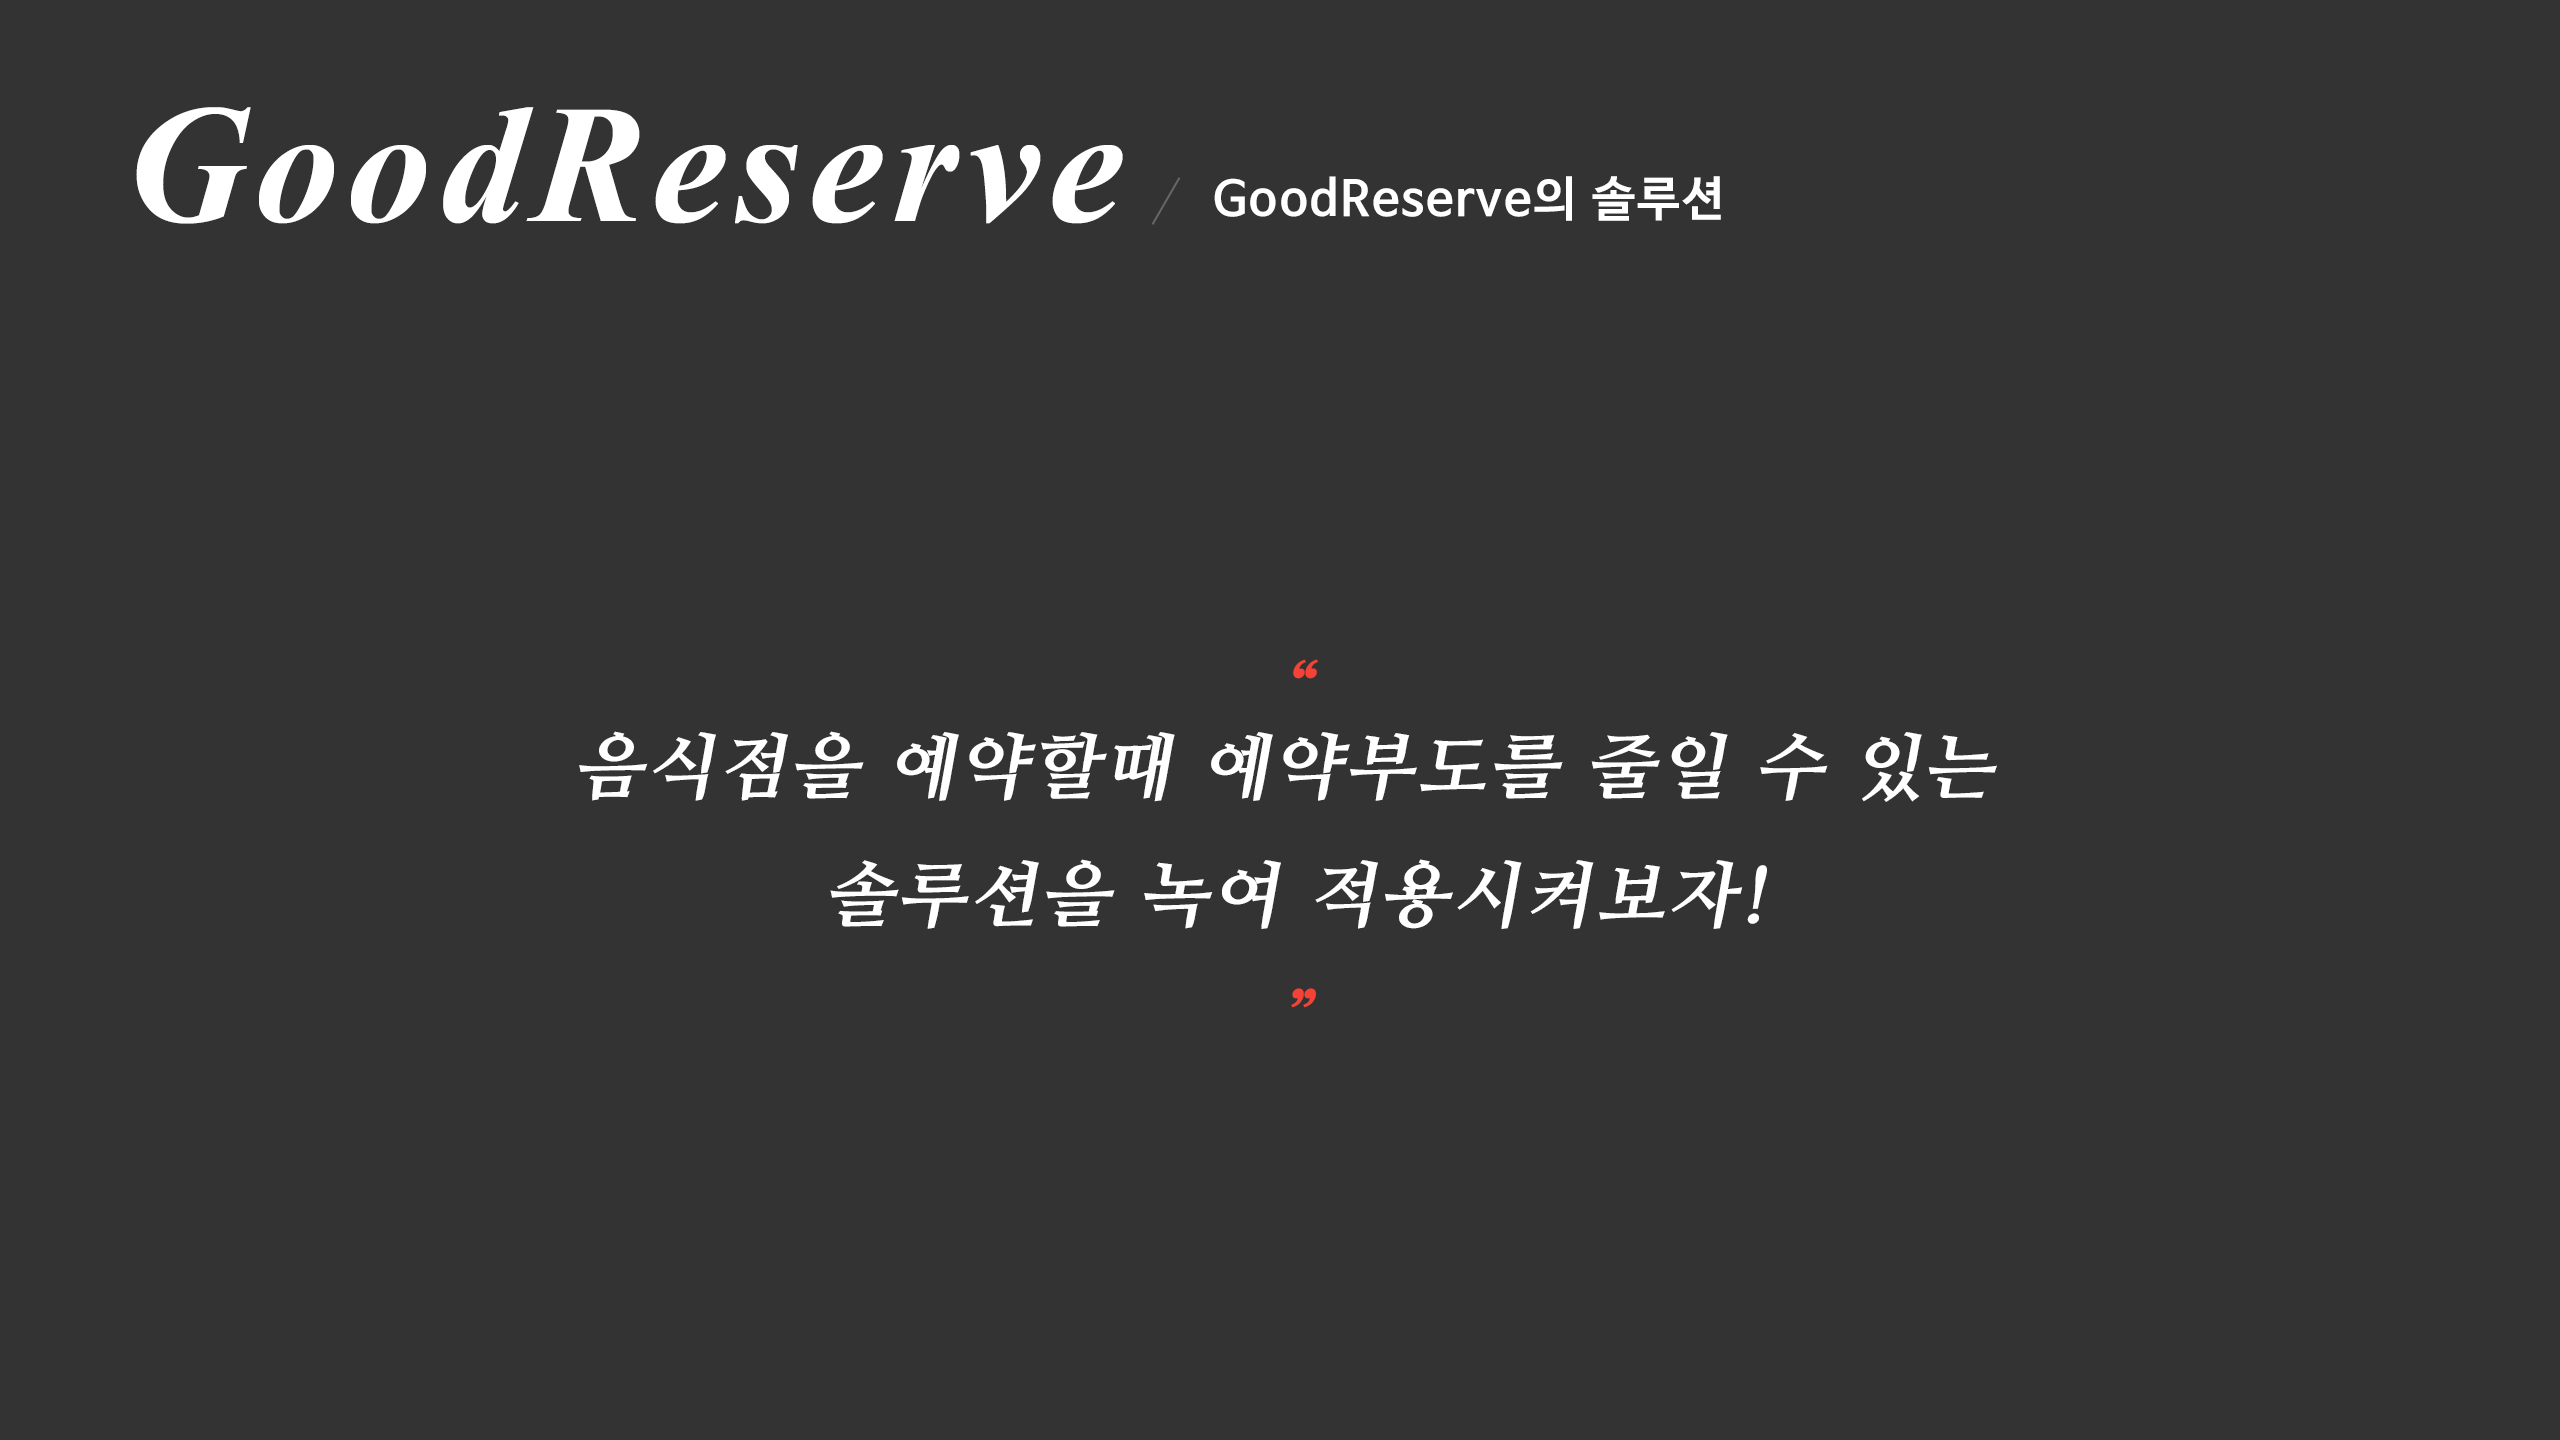 GoodReserve / GoodReserve의 솔루션
“
음식점을 예약할때 예약부도를 줄일 수 있는
솔루션을 녹여 적용시켜보자!
”